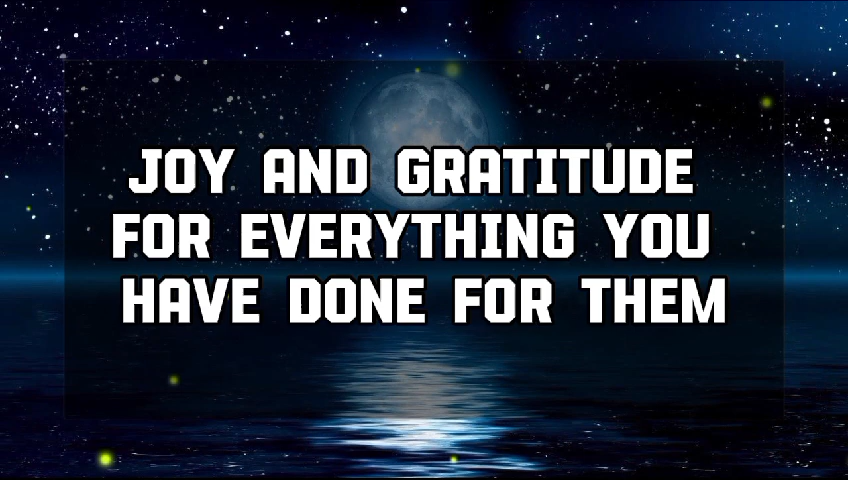 JOY AND GRATITUDE
FOR EVERYTHING YOU
HAVE DONE FOR THEM